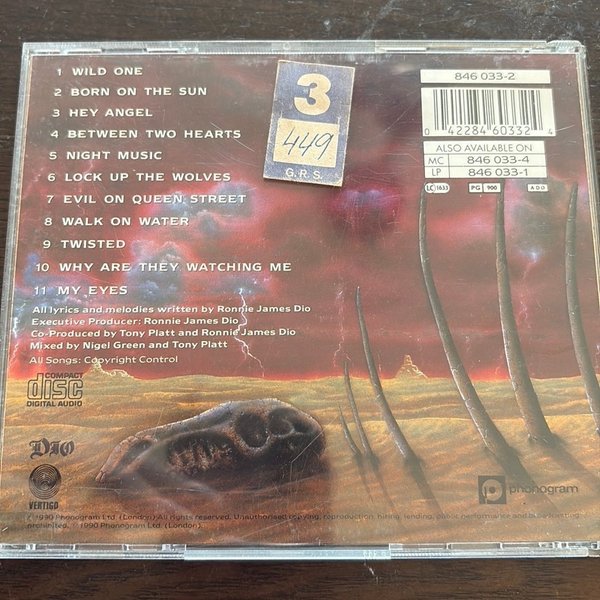 1 WILD ONE
2 BORN ON THE SUN
3 HEY ANGEL
4 BETWEEN TWO HEARTS
5 NIGHT MUSIC
6 LOCK UP THE WOLVES
7 EVIL ON QUEEN STREET
8 WALK ON WATER
9 TWISTED
10 WHY ARE THEY WATCHING ME
11 MY EYES
All lyrics and melodies written by Ronnie James Dio
Executive Producer: Ronnie James Dio
Co-Produced by Tony Platt and Ronnie James Dio
Mixed by Nigel Green and Tony Platt
All Songs: Copyright Control
3
449
G.R.S.
846 033-2
0 42284 60332 4
ALSO AVAILABLE ON
MC 846 033-4
LP 846 033-1
LC 1633
PG 900
ADD
COMPACT
disc
DIGITAL AUDIO
DIO
VERTIGO
phonogram
℗ 1990 Phonogram Ltd. (London). All rights reserved. Unauthorised copying, reproduction, hiring, lending, public performance and broadcasting
prohibited. © 1990 Phonogram Ltd. (London).